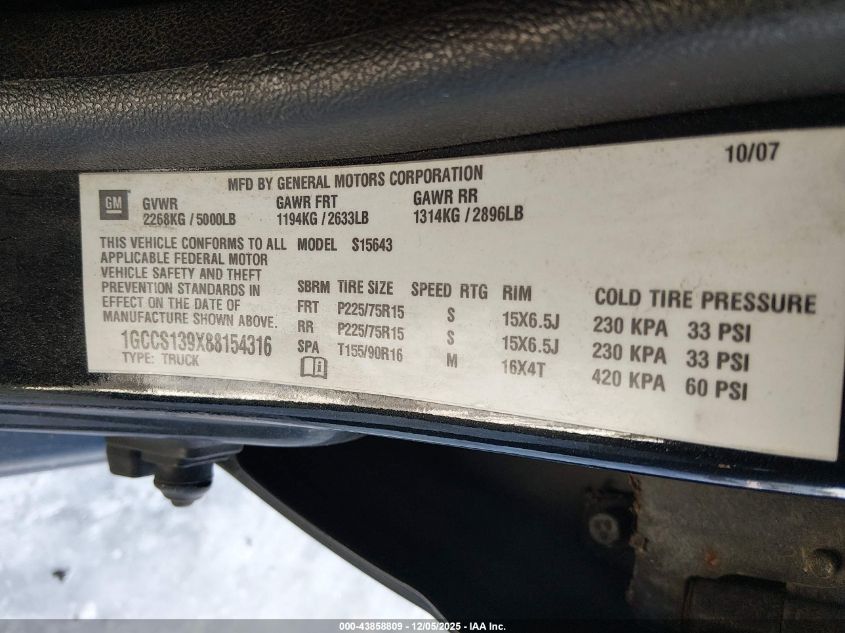 10/07
MFD BY GENERAL MOTORS CORPORATION
GM
GVWR GAWR FRT GAWR RR
2268KG / 5000LB 1194KG / 2633LB 1314KG / 2896LB
THIS VEHICLE CONFORMS TO ALL MODEL S15643
APPLICABLE FEDERAL MOTOR
VEHICLE SAFETY AND THEFT
PREVENTION STANDARDS IN
EFFECT ON THE DATE OF
MANUFACTURE SHOWN ABOVE.
1GCCS139X88154316
TYPE: TRUCK
SBRM TIRE SIZE SPEED RTG RIM COLD TIRE PRESSURE
FRT P225/75R15 S 15X6.5J 230 KPA 33 PSI
RR P225/75R15 S 15X6.5J 230 KPA 33 PSI
SPA T155/90R16 M 16X4T 420 KPA 60 PSI
000-43858809 - 12/05/2025 - IAA Inc.